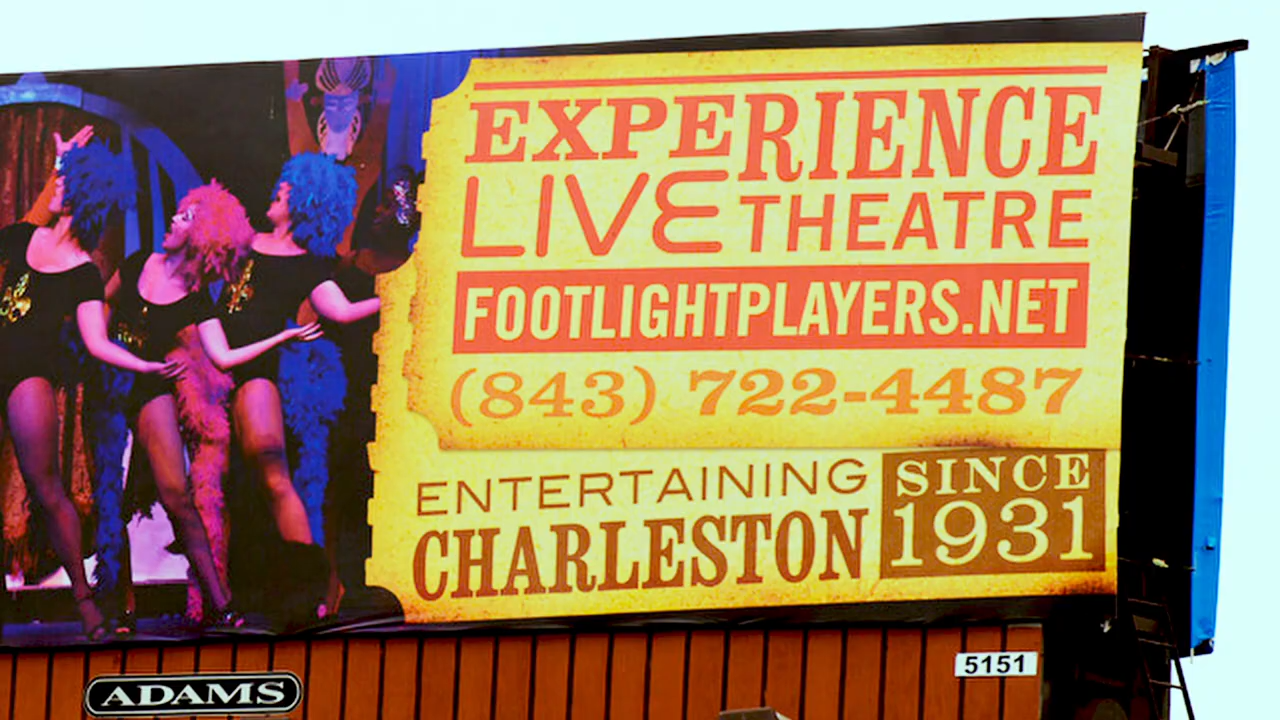 EXPERIENCE
LIVE THEATRE
FOOTLIGHTPLAYERS.NET
(843) 722-4487
ENTERTAINING
CHARLESTON
SINCE
1931
5151
ADAMS